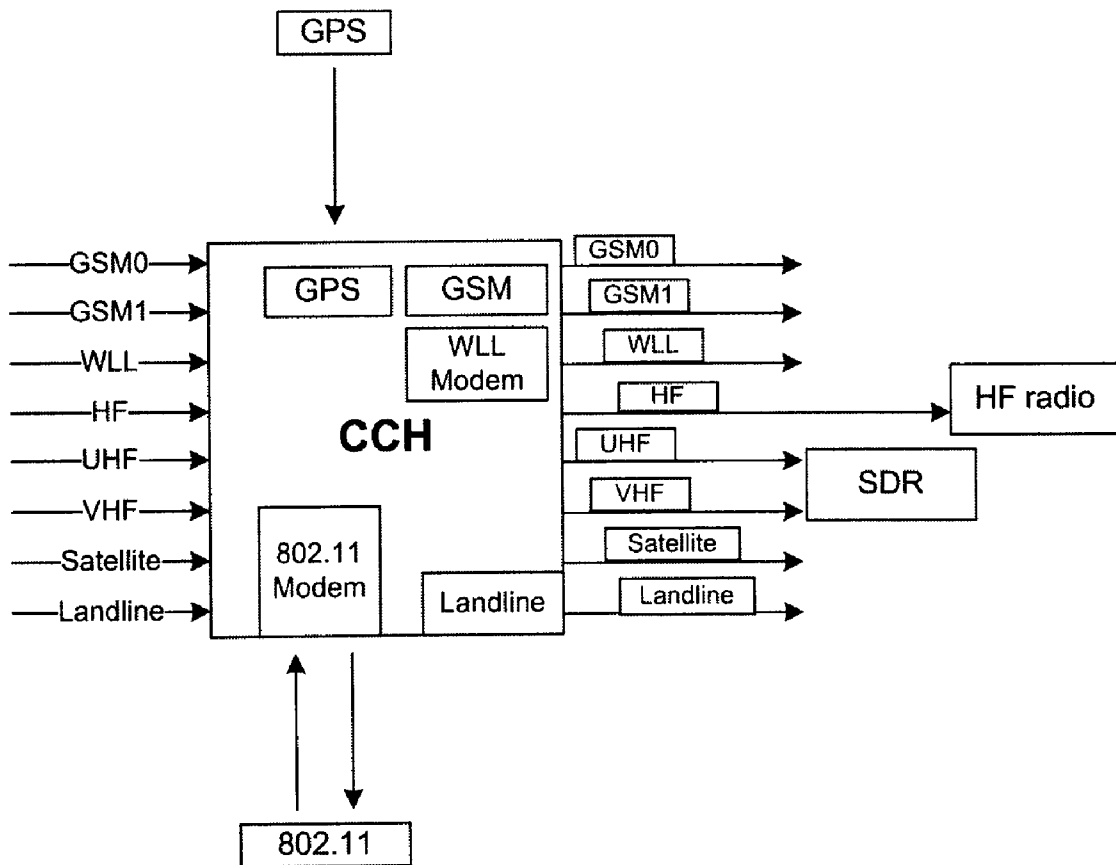 GPS
GSM0
GSM1
WLL
HF
UHF
VHF
Satellite
Landline
GPS
GSM
WLL
Modem
CCH
802.11
Modem
Landline
GSM0
GSM1
WLL
HF
UHF
VHF
Satellite
Landline
HF radio
SDR
802.11